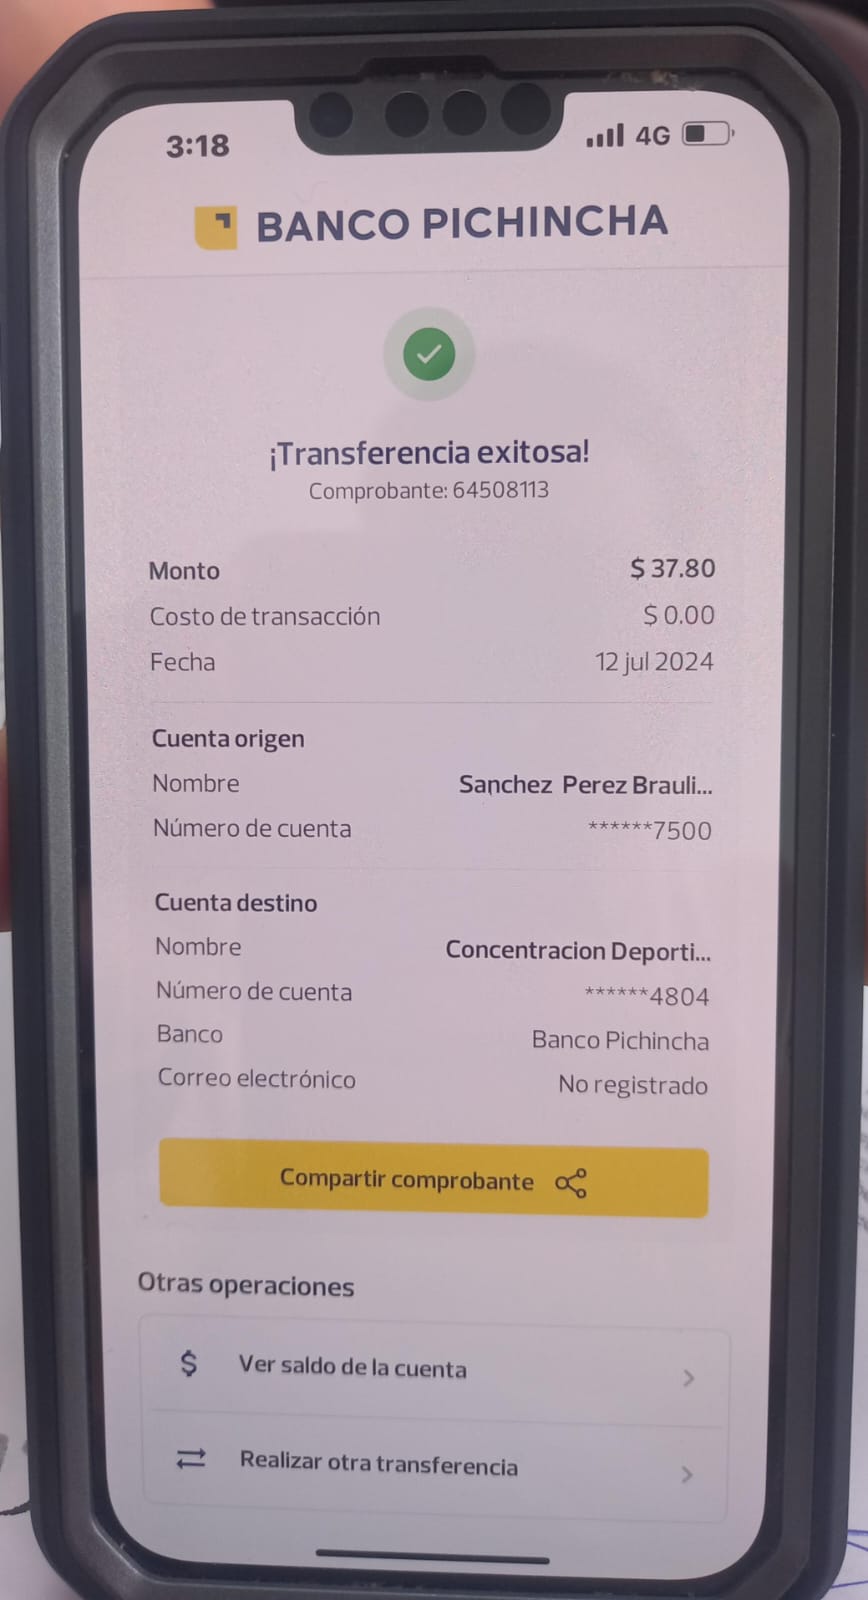 3:18 4G
BANCO PICHINCHA
¡Transferencia exitosa!
Comprobante: 64508113
Monto $ 37.80
Costo de transacción $ 0.00
Fecha 12 jul 2024
Cuenta origen
Nombre Sanchez Perez Brauli...
Número de cuenta ******7500
Cuenta destino
Nombre Concentracion Deporti...
Número de cuenta ******4804
Banco Banco Pichincha
Correo electrónico No registrado
Compartir comprobante
Otras operaciones
$ Ver saldo de la cuenta
Realizar otra transferencia